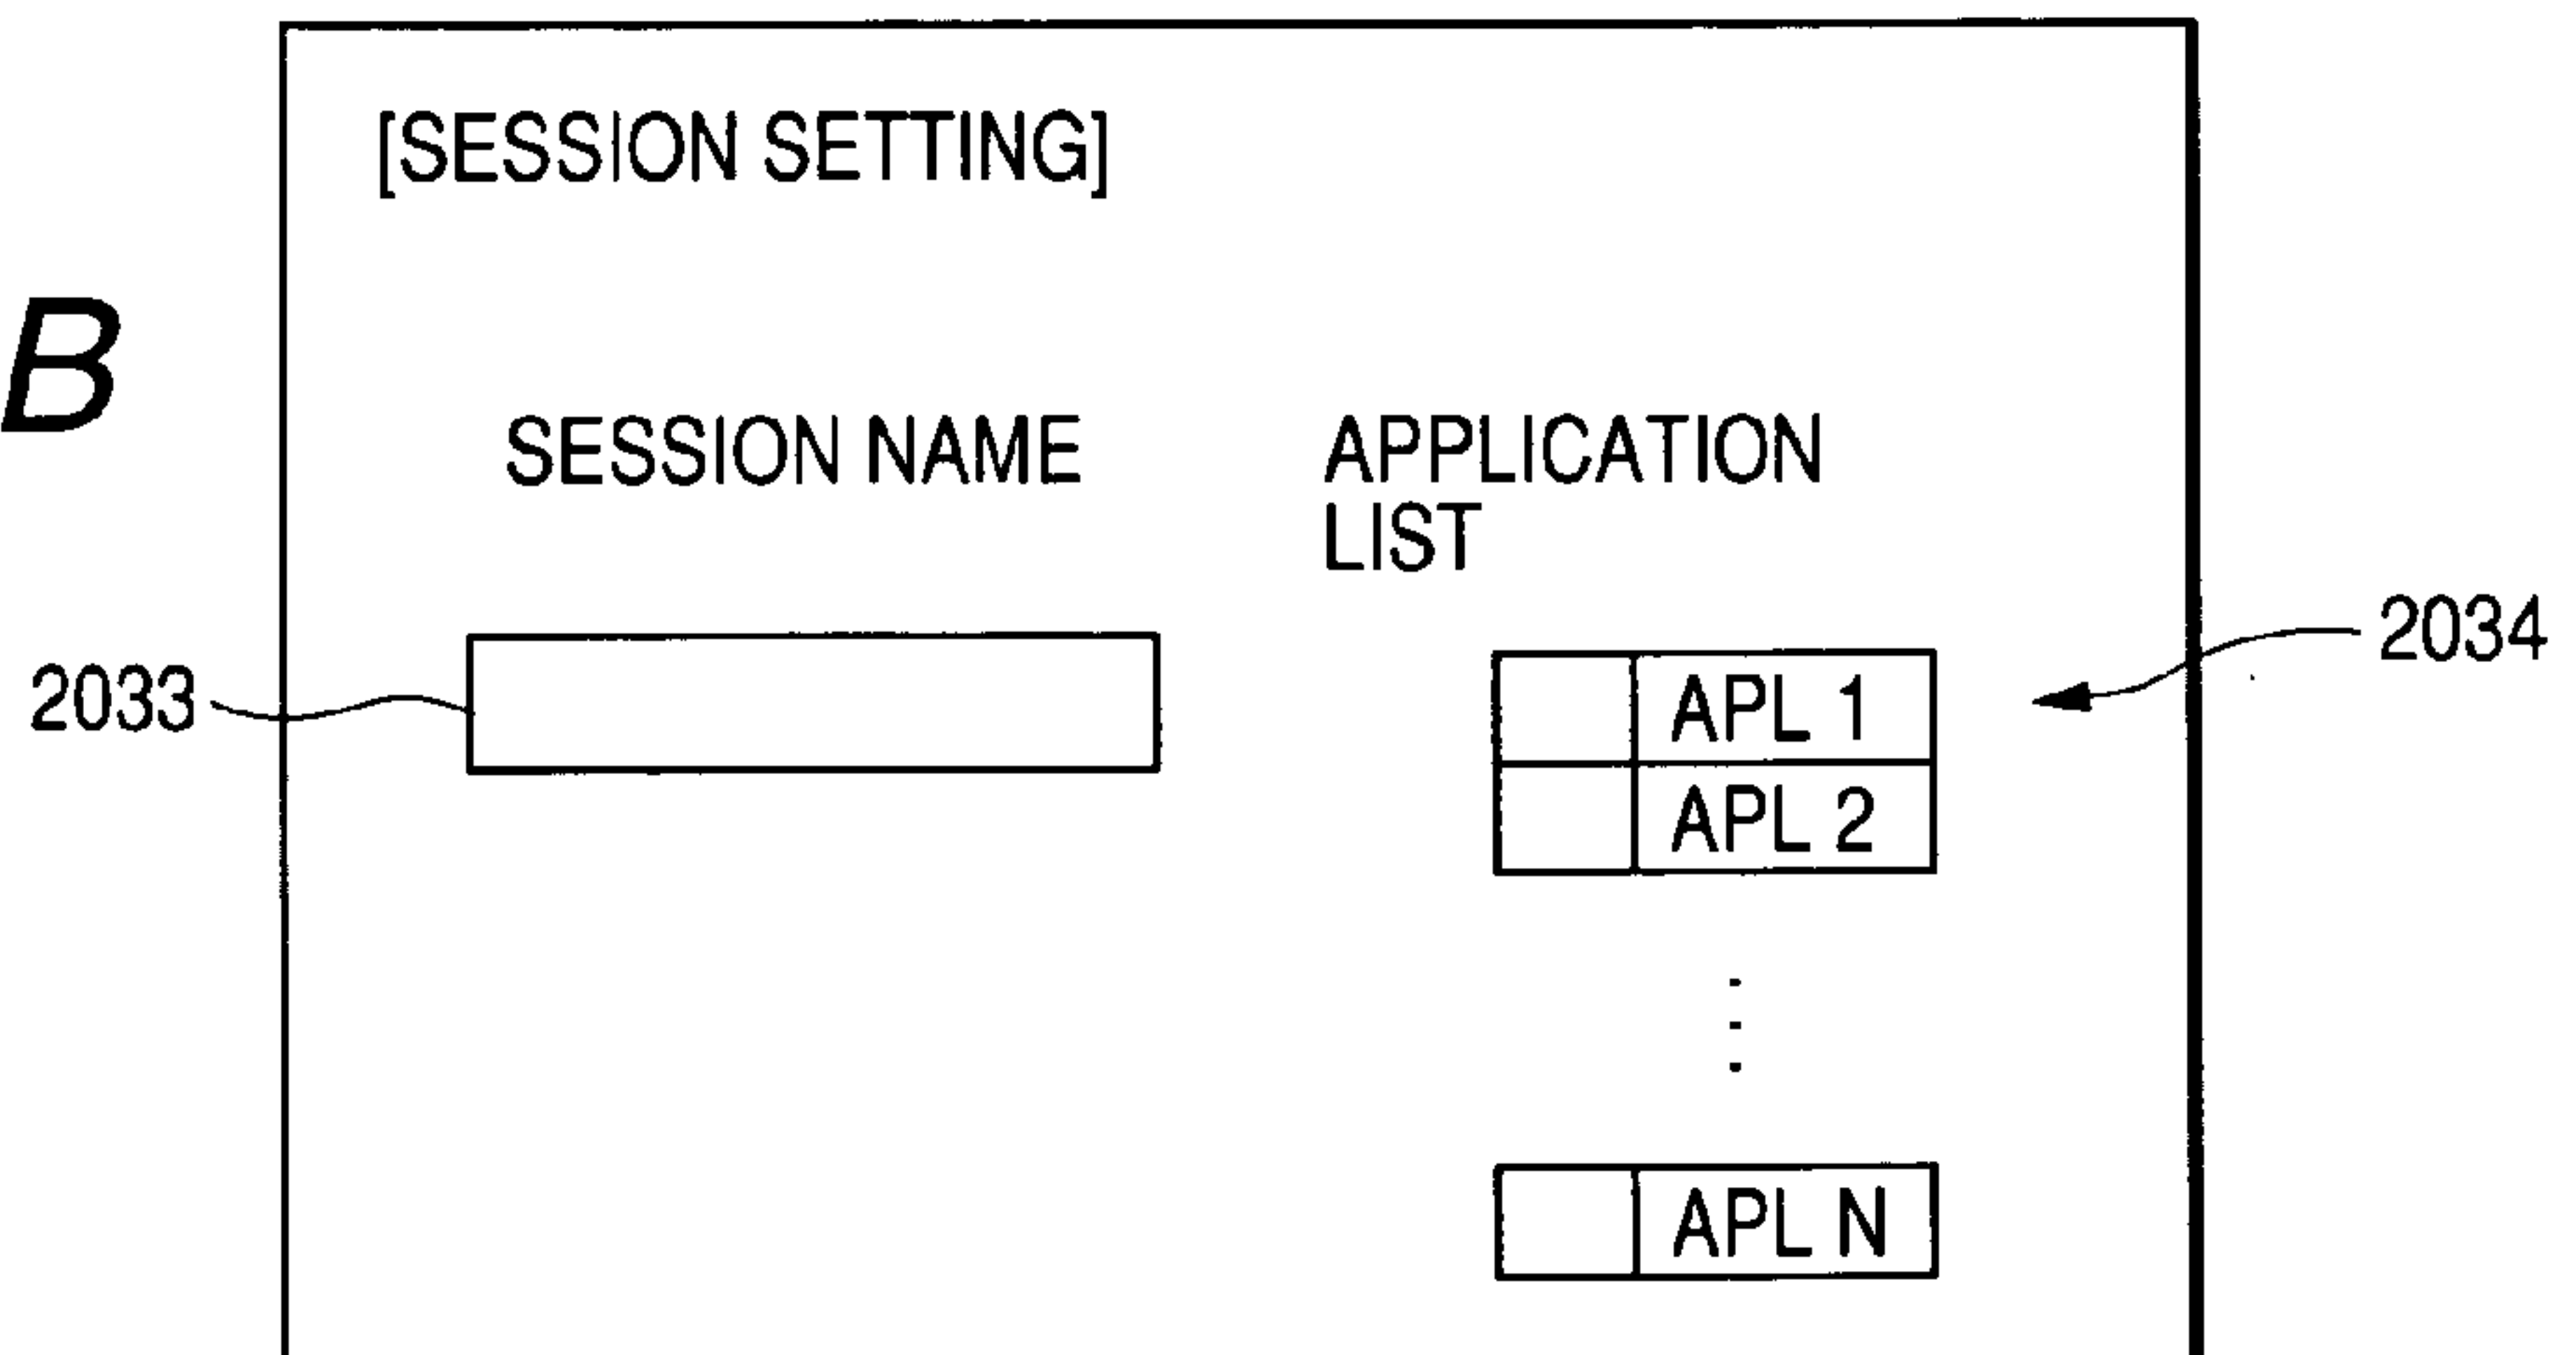 [SESSION SETTING]
B
SESSION NAME
APPLICATION
LIST
2033
2034
APL 1
APL 2
APL N